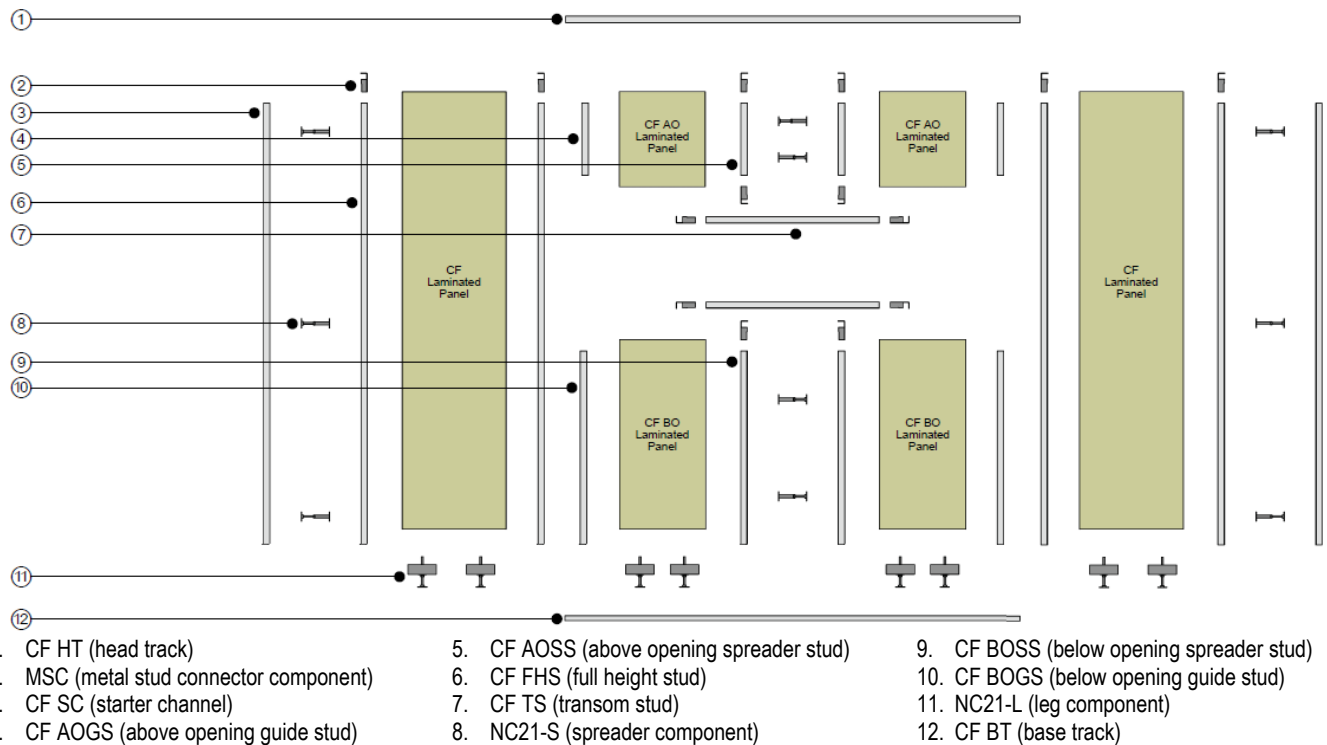 1
2
3
4
5
6
7
8
9
10
11
12
CF
Laminated
Panel
CF AO
Laminated
Panel
CF AO
Laminated
Panel
CF
Laminated
Panel
CF BO
Laminated
Panel
CF BO
Laminated
Panel
. CF HT (head track)
. MSC (metal stud connector component)
. CF SC (starter channel)
. CF AOGS (above opening guide stud)
5. CF AOSS (above opening spreader stud)
6. CF FHS (full height stud)
7. CF TS (transom stud)
8. NC21-S (spreader component)
9. CF BOSS (below opening spreader stud)
10. CF BOGS (below opening guide stud)
11. NC21-L (leg component)
12. CF BT (base track)